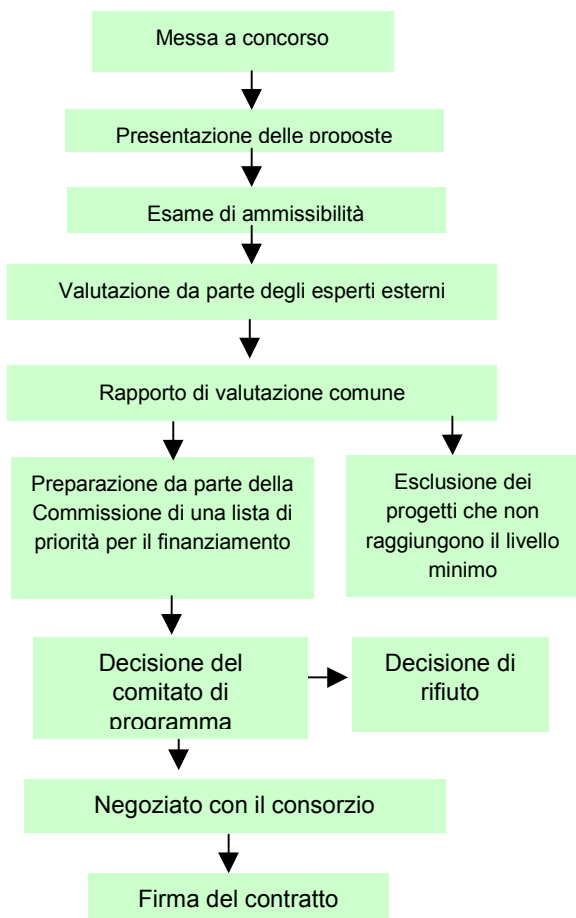 Messa a concorso
Presentazione delle proposte
Esame di ammissibilità
Valutazione da parte degli esperti esterni
Rapporto di valutazione comune
Preparazione da parte della
Commissione di una lista di
priorità per il finanziamento
Esclusione dei
progetti che non
raggiungono il livello
minimo
Decisione del
comitato di
programma
Decisione di
rifiuto
Negoziato con il consorzio
Firma del contratto